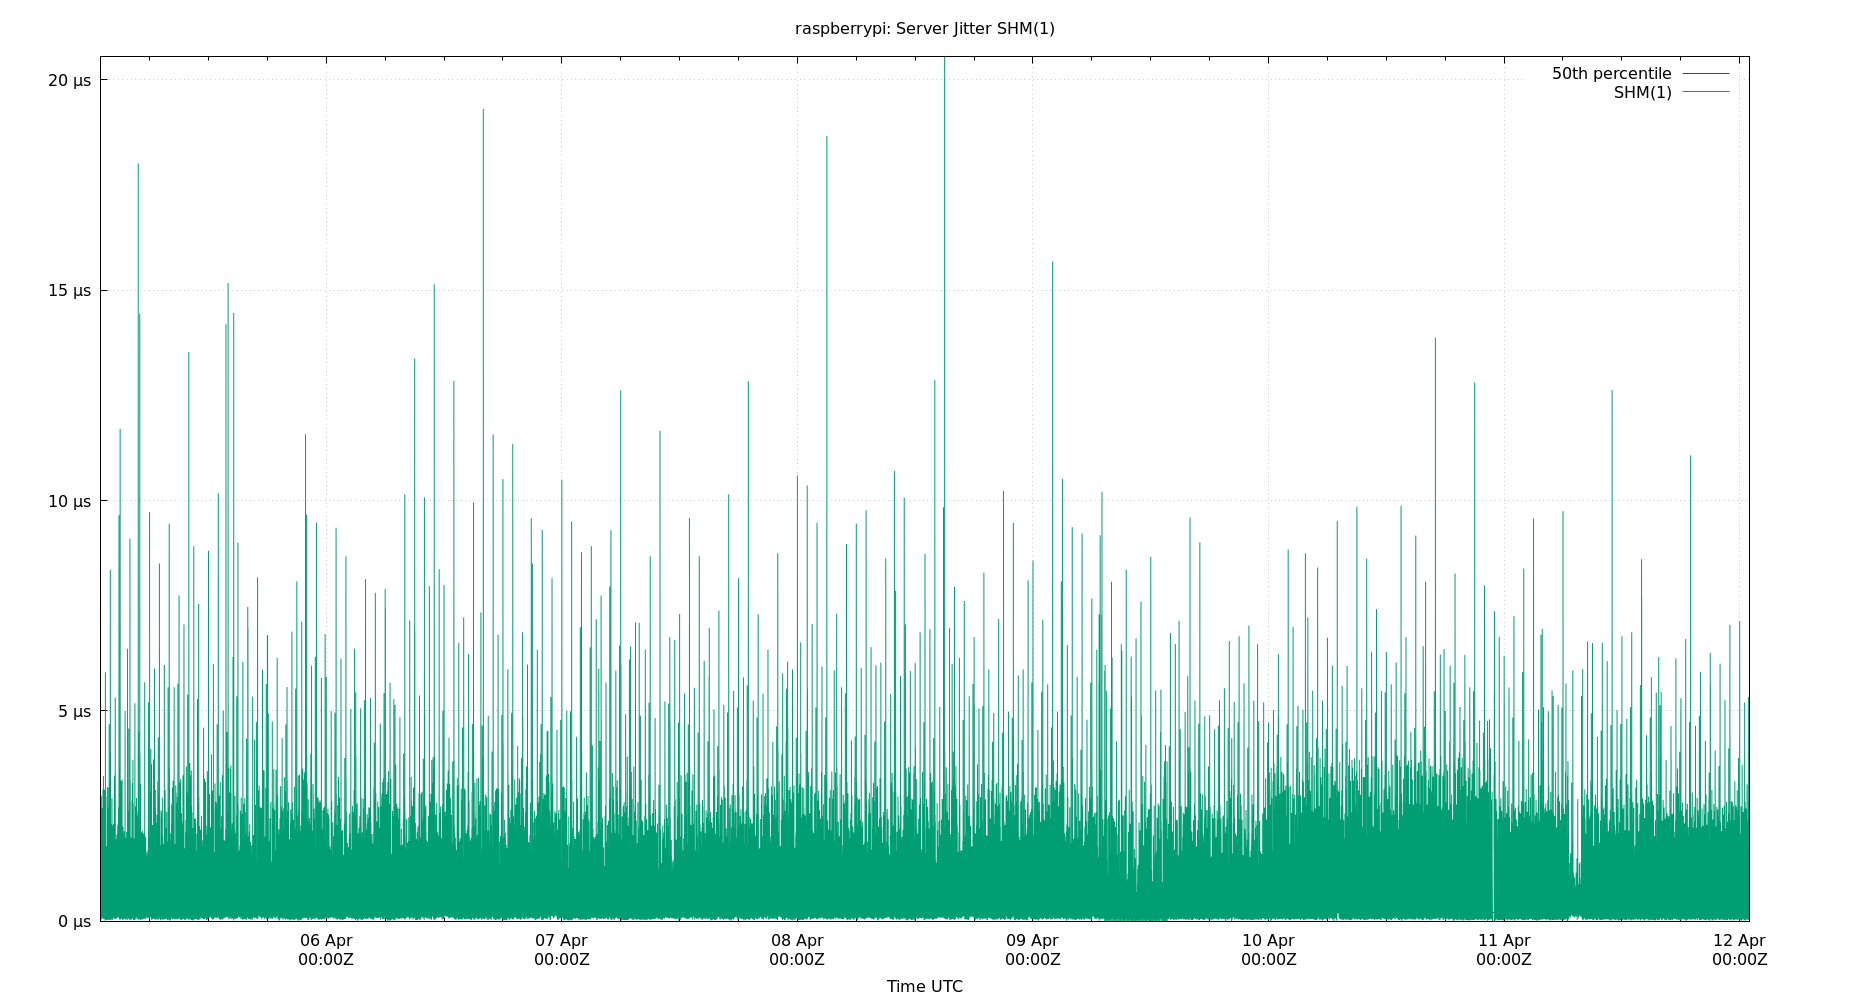 raspberrypi: Server Jitter SHM(1)
20 µs
50th percentile
SHM(1)
15 µs
10 µs
5 µs
0 µs
06 Apr 07 Apr 08 Apr 09 Apr 10 Apr 11 Apr 12 Apr
00:00Z 00:00Z 00:00Z 00:00Z 00:00Z 00:00Z 00:00Z
Time UTC